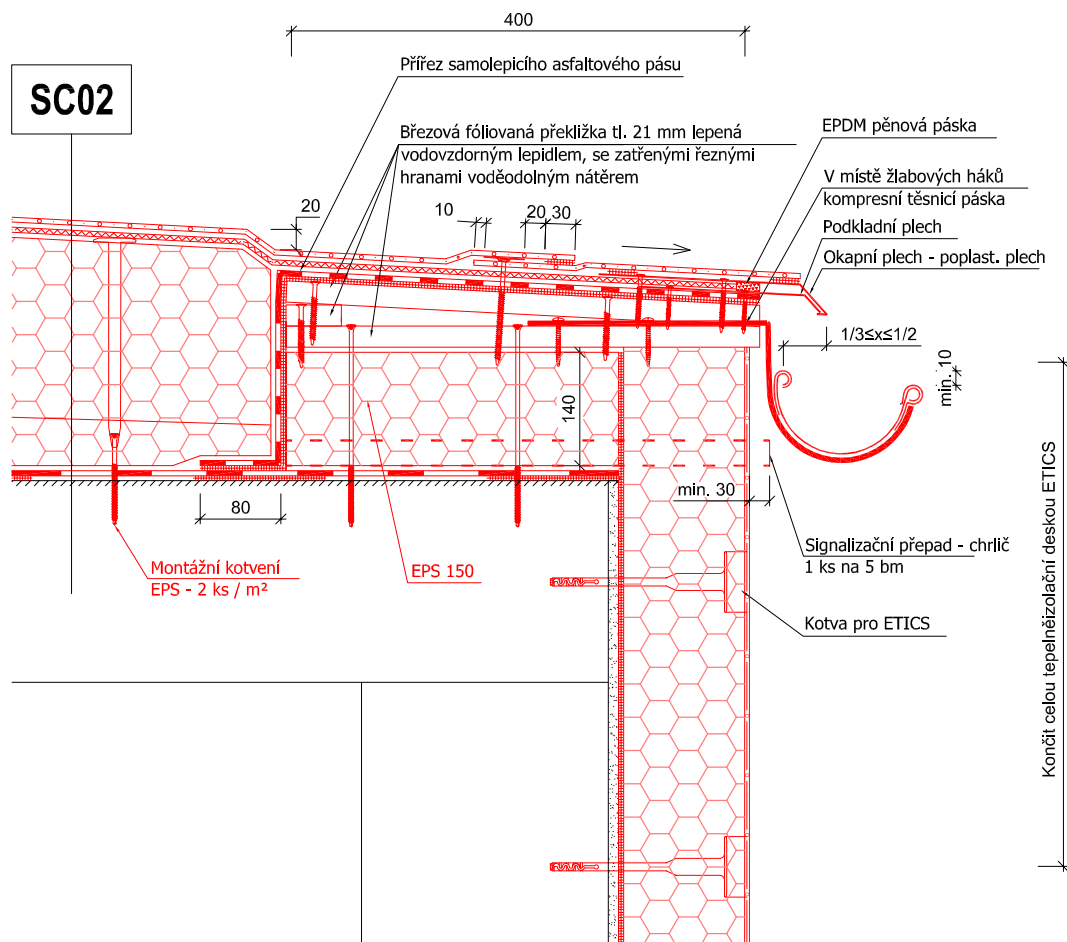 400
SC02
Přířez samolepicího asfaltového pásu
Březová fóliovaná překližka tl. 21 mm lepená
vodovzdorným lepidlem, se zatřenými řeznými
hranami voděodolným nátěrem
EPDM pěnová páska
V místě žlabových háků
kompresní těsnicí páska
Podkladní plech
Okapní plech - poplast. plech
20
10
20
30
1/3≤x≤1/2
min. 10
140
80
min. 30
Montážní kotvení
EPS - 2 ks / m²
EPS 150
Signalizační přepad - chrlič
1 ks na 5 bm
Kotva pro ETICS
Končit celou tepelněizolační deskou ETICS